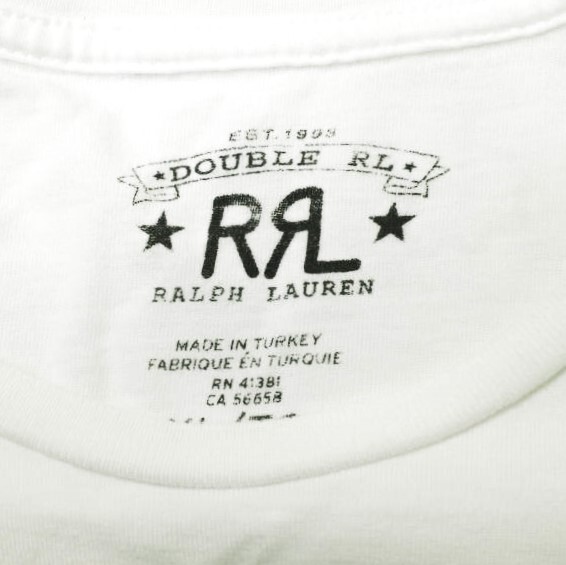 EST. 1993
DOUBLE RL
RRL
RALPH LAUREN
MADE IN TURKEY
FABRIQUE ÉN TURQUIE
RN 41381
CA 56658